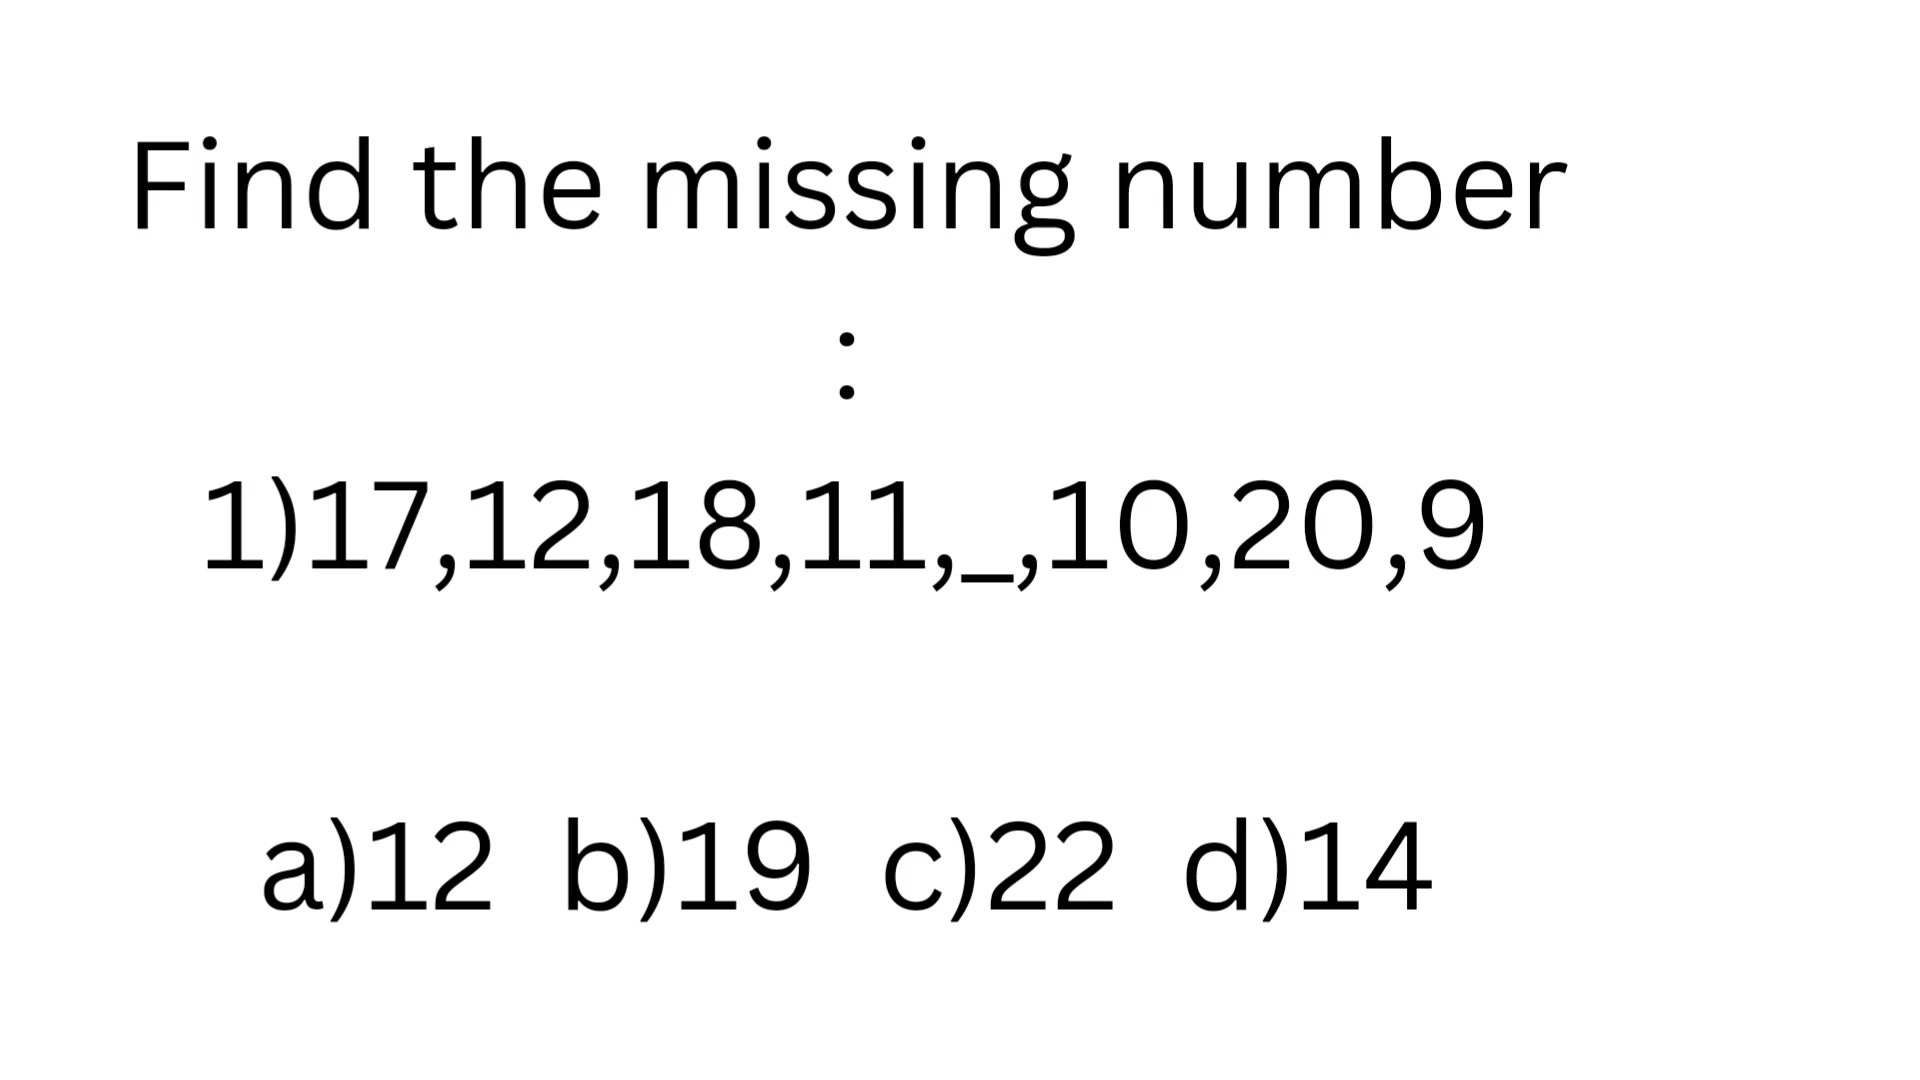 Find the missing number
:
1)17,12,18,11,_,10,20,9
a)12 b)19 c)22 d)14